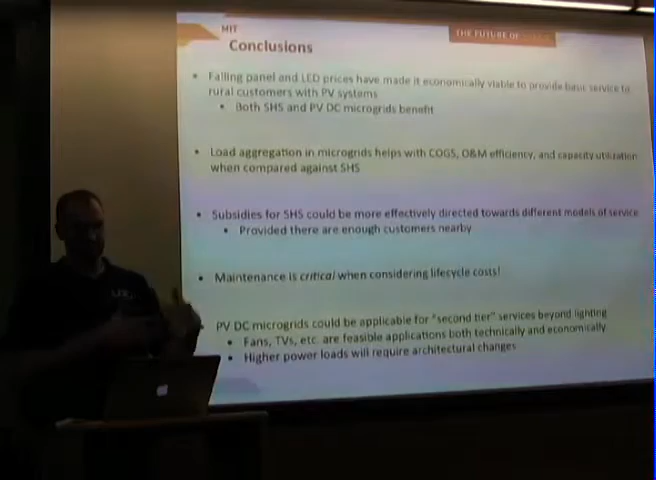 MIT
THE FUTURE OF
Conclusions
• Falling panel and LCD prices have made it economically viable to provide basic service to
rural customers with PV systems
• Both SHS and PV DC microgrids benefit
• Load aggregation in microgrids helps with COGS, O&M efficiency, and capacity utilization
when compared against SHS
• Subsidies for SHS could be more effectively directed towards different models of service
• Provided there are enough customers nearby
• Maintenance is critical when considering lifecycle costs!
PV DC microgrids could be applicable for "second tier" services beyond lighting
• Fans, TVs, etc. are feasible applications both technically and economically
• Higher power loads will require architectural changes